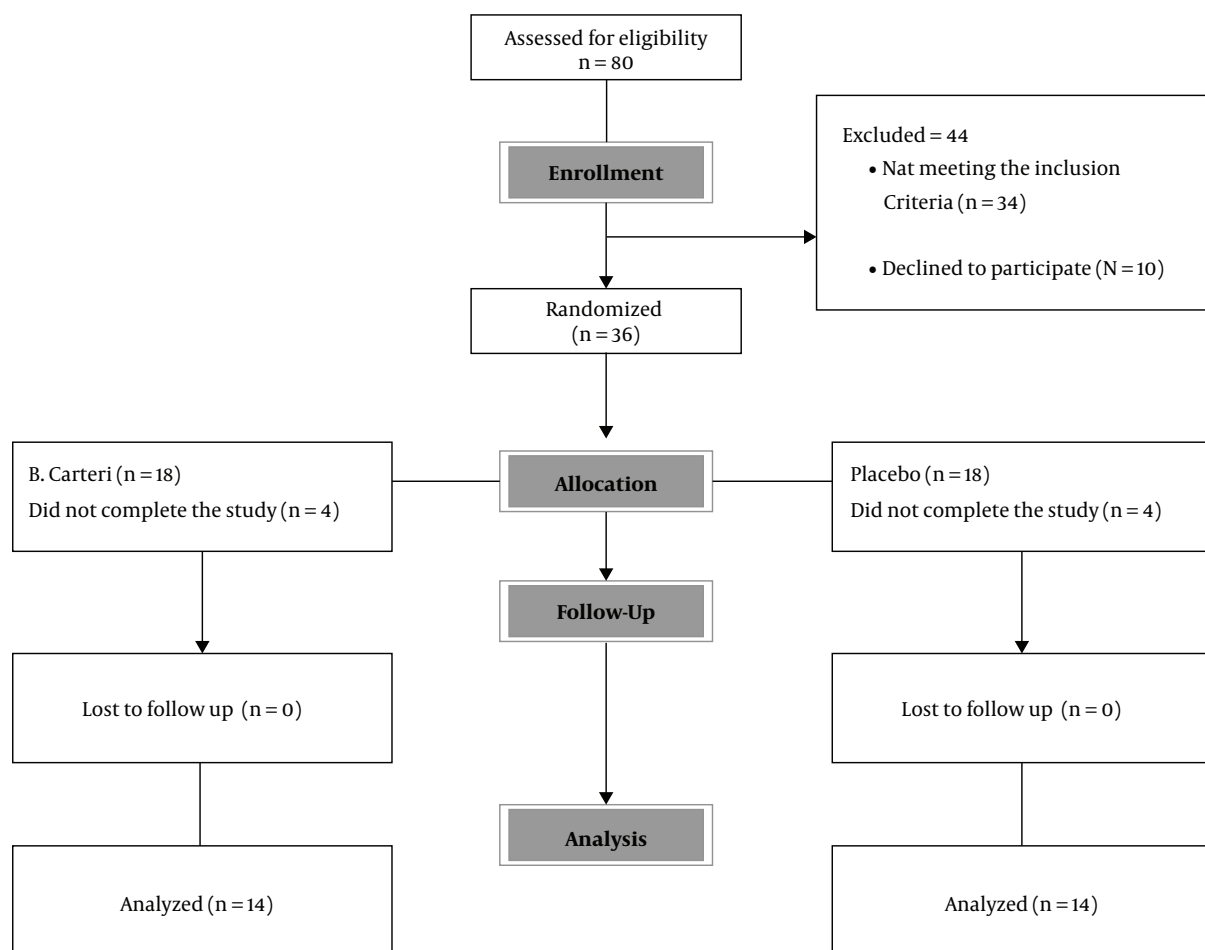 Assessed for eligibility
n = 80
Enrollment
Excluded = 44
• Nat meeting the inclusion
Criteria (n = 34)
• Declined to participate (N = 10)
Randomized
(n = 36)
B. Carteri (n = 18)
Did not complete the study (n = 4)
Allocation
Placebo (n = 18)
Did not complete the study (n = 4)
Follow-Up
Lost to follow up (n = 0)
Lost to follow up (n = 0)
Analysis
Analyzed (n = 14)
Analyzed (n = 14)